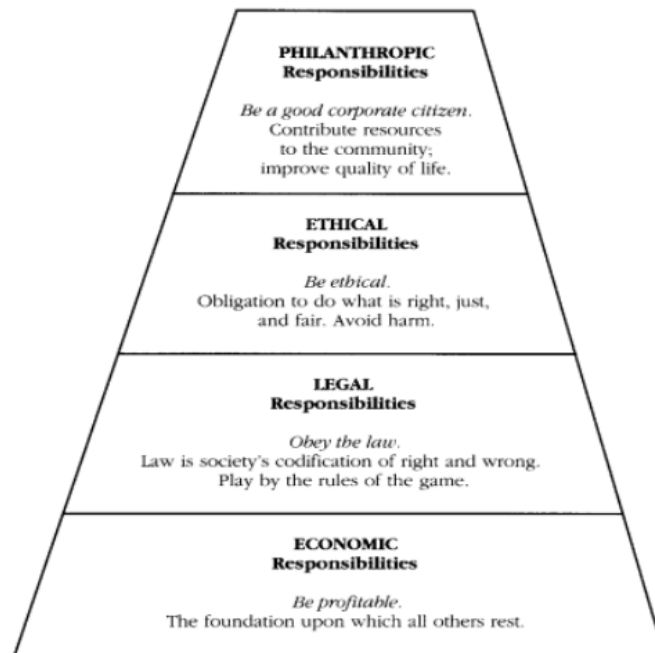 PHILANTHROPIC
Responsibilities
Be a good corporate citizen.
Contribute resources
to the community;
improve quality of life.
ETHICAL
Responsibilities
Be ethical.
Obligation to do what is right, just,
and fair. Avoid harm.
LEGAL
Responsibilities
Obey the law.
Law is society's codification of right and wrong.
Play by the rules of the game.
ECONOMIC
Responsibilities
Be profitable.
The foundation upon which all others rest.